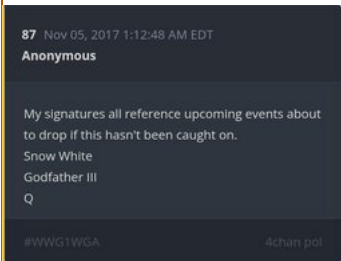 87 Nov 05, 2017 1:12:48 AM EDT
Anonymous
My signatures all reference upcoming events about
to drop if this hasn't been caught on.
Snow White
Godfather III
Q
#WWG1WGA 4chan pol